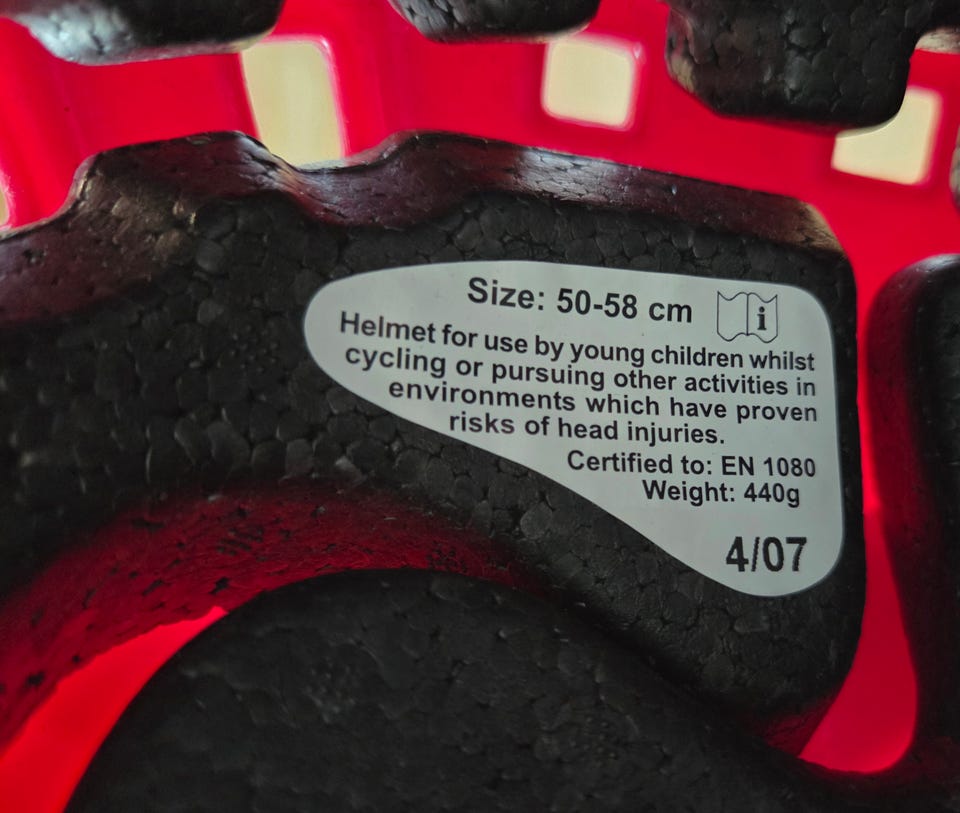 Size: 50-58 cm
i
Helmet for use by young children whilst
cycling or pursuing other activities in
environments which have proven
risks of head injuries.
Certified to: EN 1080
Weight: 440g
4/07